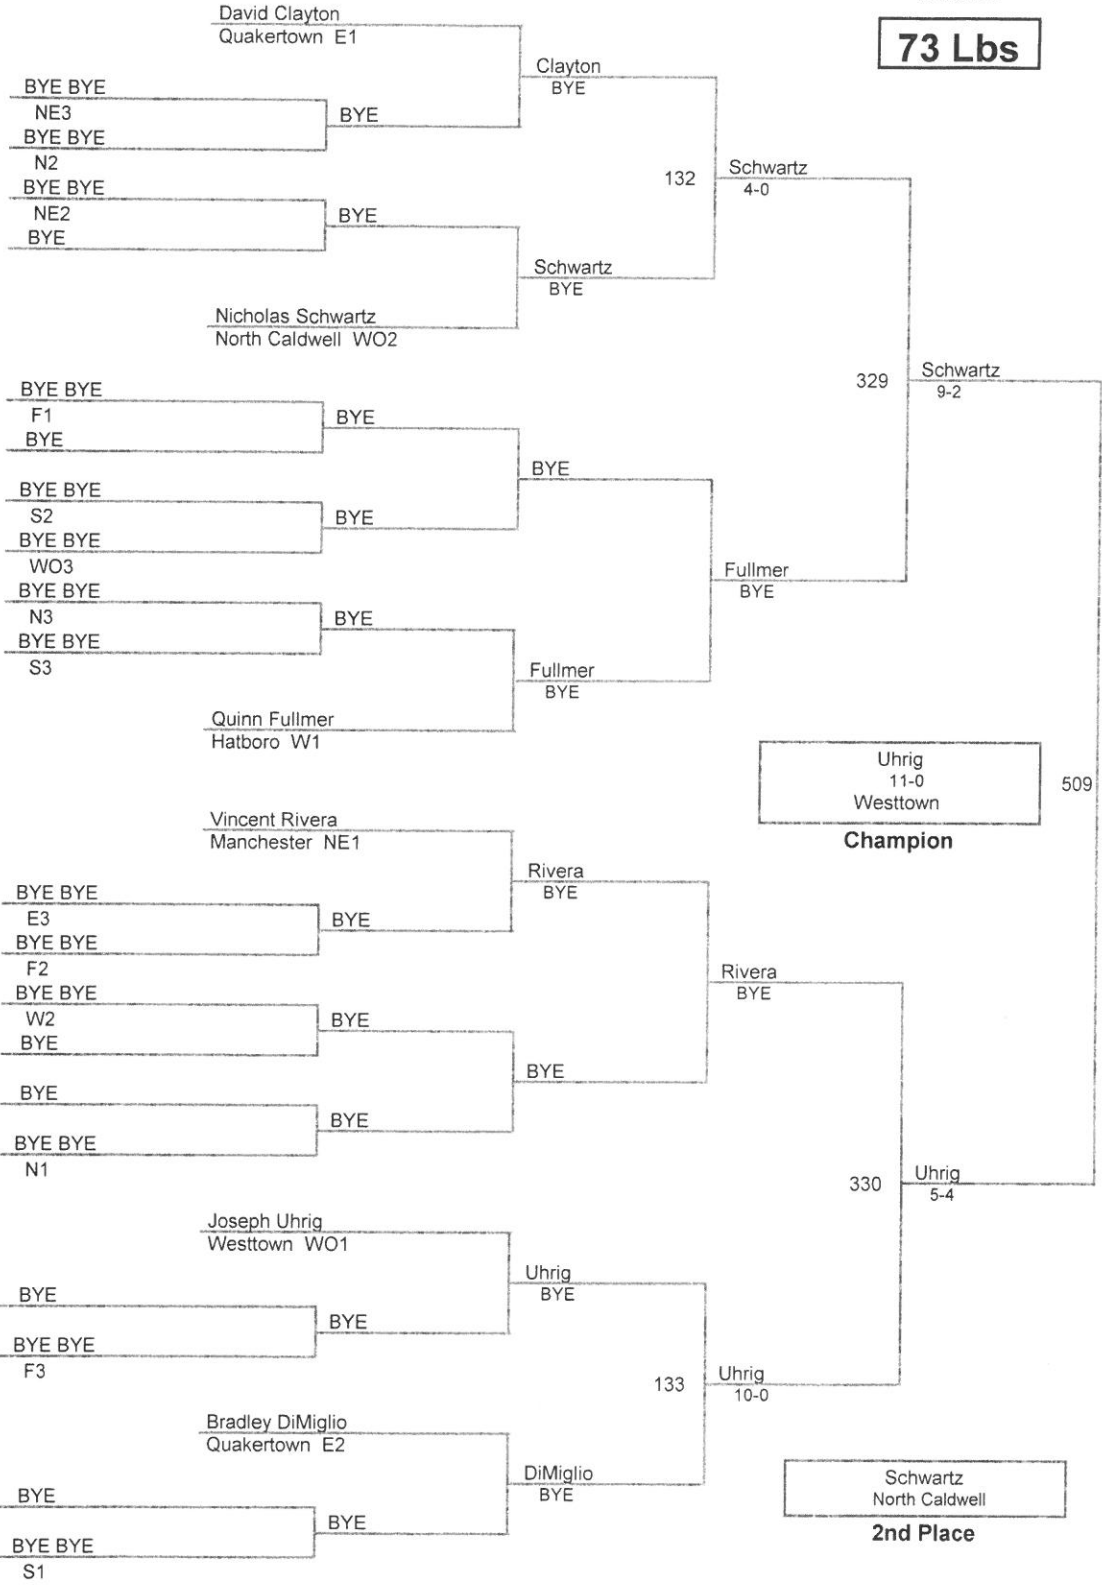 73 Lbs
David Clayton
Quakertown E1
Clayton
BYE
BYE BYE
NE3
BYE
BYE BYE
N2
132
Schwartz
4-0
BYE BYE
NE2
BYE
BYE
Schwartz
BYE
Nicholas Schwartz
North Caldwell WO2
329
Schwartz
9-2
BYE BYE
F1
BYE
BYE
BYE
BYE BYE
S2
BYE
BYE BYE
WO3
Fullmer
BYE
BYE BYE
N3
BYE
BYE BYE
S3
Fullmer
BYE
Quinn Fullmer
Hatboro W1
Uhrig
11-0
Westtown
Champion
509
Vincent Rivera
Manchester NE1
Rivera
BYE
BYE BYE
E3
BYE
BYE BYE
F2
Rivera
BYE
BYE BYE
W2
BYE
BYE
BYE
BYE
BYE
BYE BYE
N1
330
Uhrig
5-4
Joseph Uhrig
Westtown WO1
Uhrig
BYE
BYE
BYE
BYE BYE
F3
133
Uhrig
10-0
Bradley DiMiglio
Quakertown E2
DiMiglio
BYE
BYE
BYE
BYE BYE
S1
Schwartz
North Caldwell
2nd Place